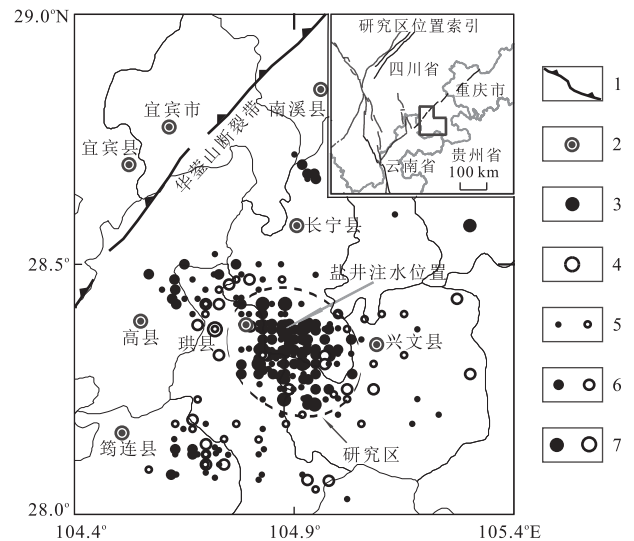 29.0°N
28.5°
28.0°
104.4°
104.9°
105.4°E
研究区位置索引
四川省
重庆市
云南省
贵州省
100 km
宜宾市
南溪县
宜宾县
华蓥山断裂带
长宁县
盐井注水位置
高县
珙县
兴文县
筠连县
研究区
1
2
3
4
5
6
7